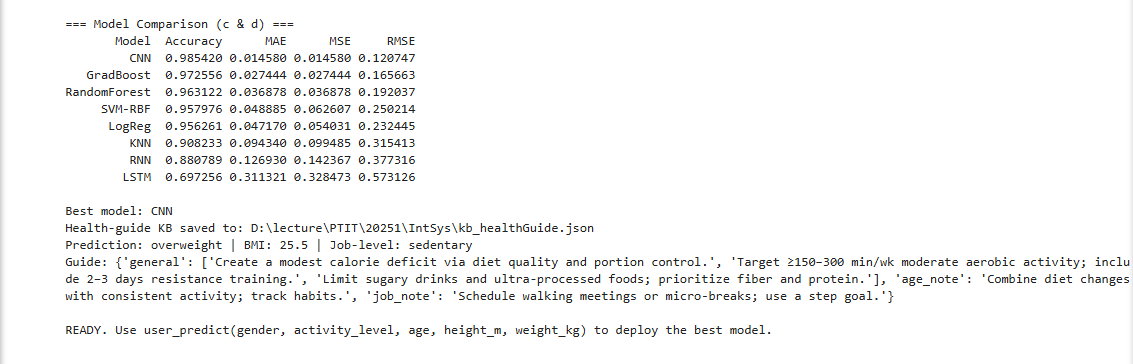 === Model Comparison (c & d) ===
Model Accuracy MAE MSE RMSE
CNN 0.985420 0.014580 0.014580 0.120747
GradBoost 0.972556 0.027444 0.027444 0.165663
RandomForest 0.963122 0.036878 0.036878 0.192037
SVM-RBF 0.957976 0.048885 0.062607 0.250214
LogReg 0.956261 0.047170 0.054031 0.232445
KNN 0.908233 0.094340 0.099485 0.315413
RNN 0.880789 0.126930 0.142367 0.377316
LSTM 0.697256 0.311321 0.328473 0.573126
Best model: CNN
Health-guide KB saved to: D:\lecture\PTIT\20251\IntSys\kb_healthGuide.json
Prediction: overweight | BMI: 25.5 | Job-level: sedentary
Guide: {'general': ['Create a modest calorie deficit via diet quality and portion control.', 'Target ≥150–300 min/wk moderate aerobic activity; inclu
de 2–3 days resistance training.', 'Limit sugary drinks and ultra-processed foods; prioritize fiber and protein.'], 'age_note': 'Combine diet changes
with consistent activity; track habits.', 'job_note': 'Schedule walking meetings or micro-breaks; use a step goal.'}
READY. Use user_predict(gender, activity_level, age, height_m, weight_kg) to deploy the best model.